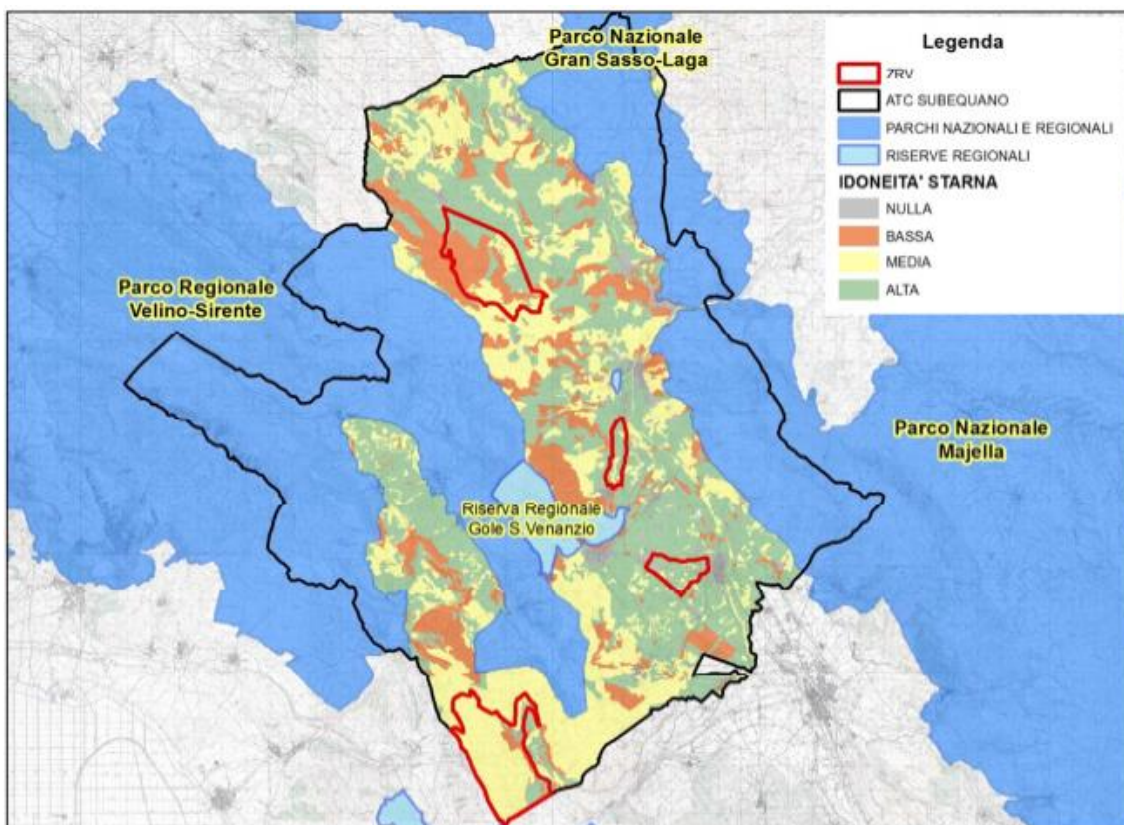 Parco Nazionale
Gran Sasso-Laga
Legenda
ZRV
ATC SUBEQUANO
PARCHI NAZIONALI E REGIONALI
RISERVE REGIONALI
IDONEITA' STARNA
NULLA
BASSA
MEDIA
ALTA
Parco Regionale
Velino-Sirente
Parco Nazionale
Majella
Riserva Regionale
Gole S.Venanzio